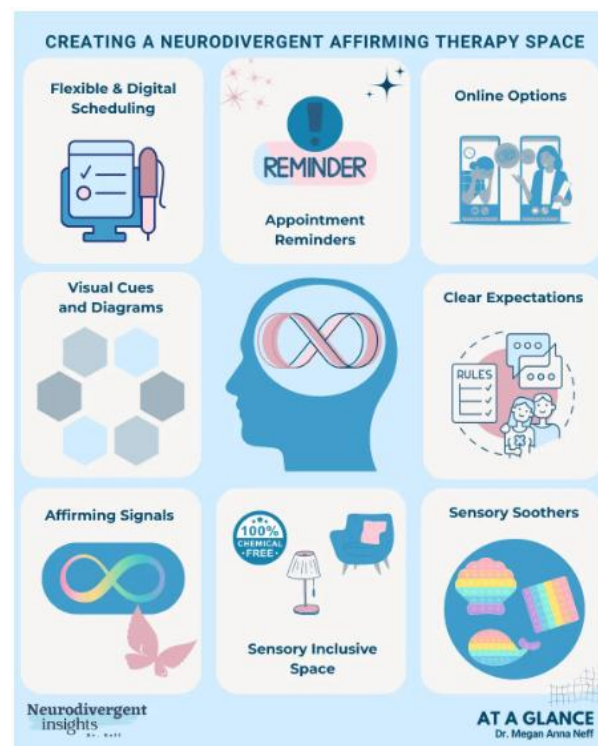 CREATING A NEURODIVERGENT AFFIRMING THERAPY SPACE
Flexible & Digital
Scheduling
REMINDER
Appointment
Reminders
Online Options
Visual Cues
and Diagrams
Clear Expectations
RULES
Affirming Signals
100%
CHEMICAL
FREE
Sensory Inclusive
Space
Sensory Soothers
Neurodivergent
insights
Dr. Neff
AT A GLANCE
Dr. Megan Anna Neff